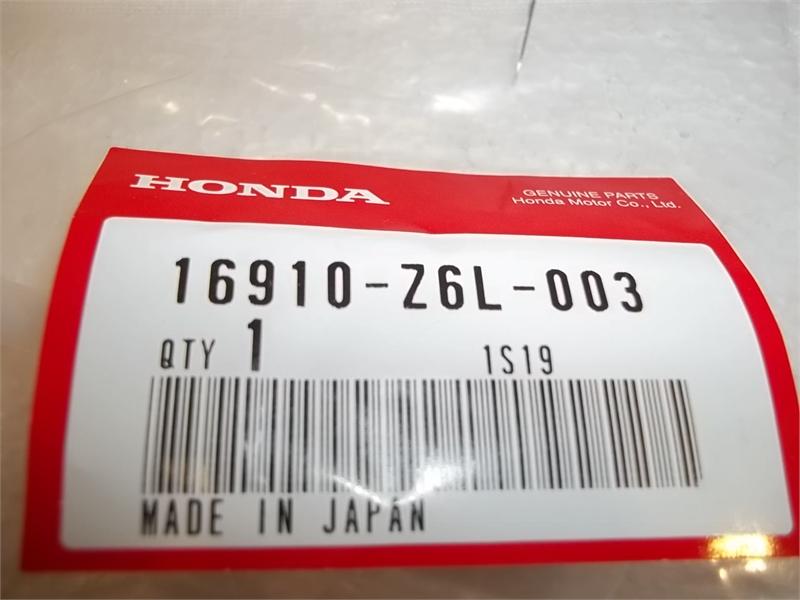 HONDA
GENUINE PARTS
Honda Motor Co., Ltd.
16910-Z6L-003
QTY 1 1S19
MADE IN JAPAN